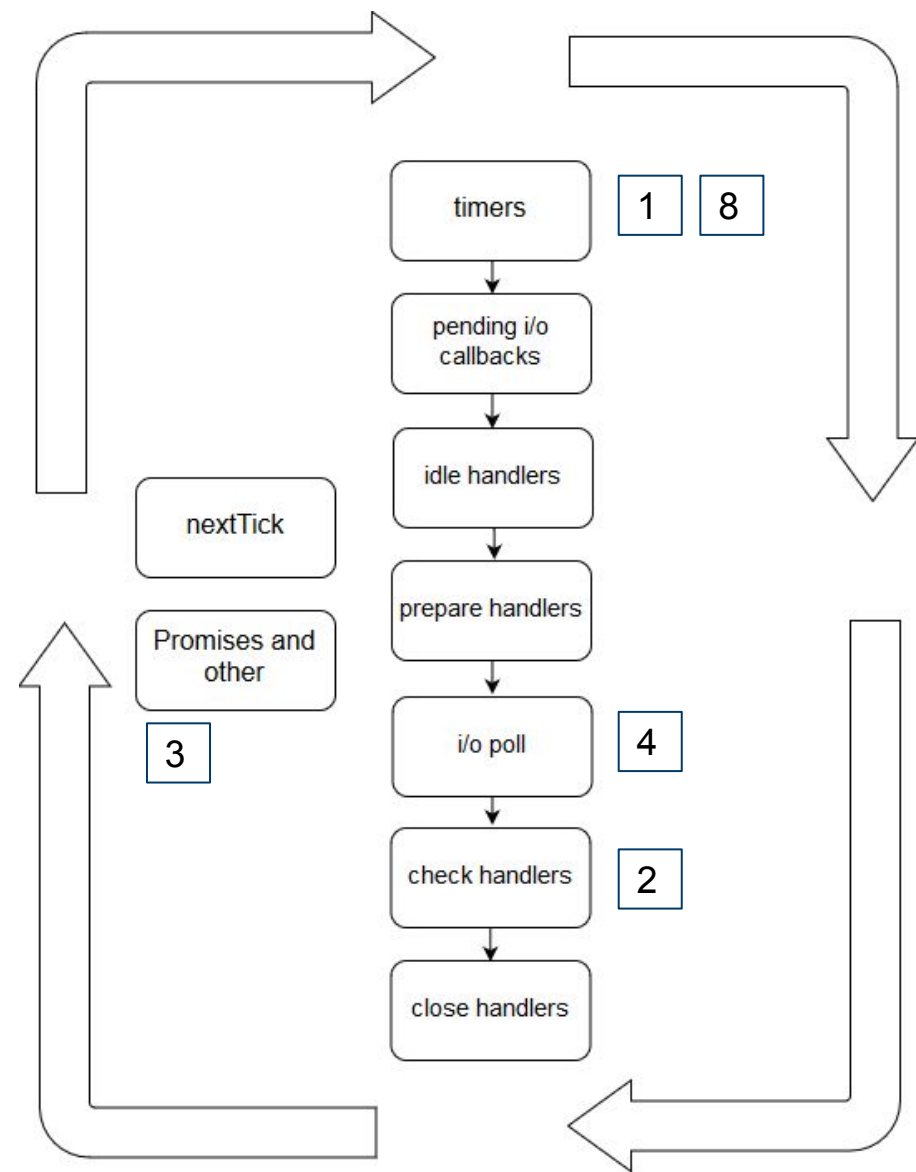 timers
1 8
pending i/o
callbacks
idle handlers
nextTick
prepare handlers
Promises and
other
3
i/o poll
4
check handlers
2
close handlers